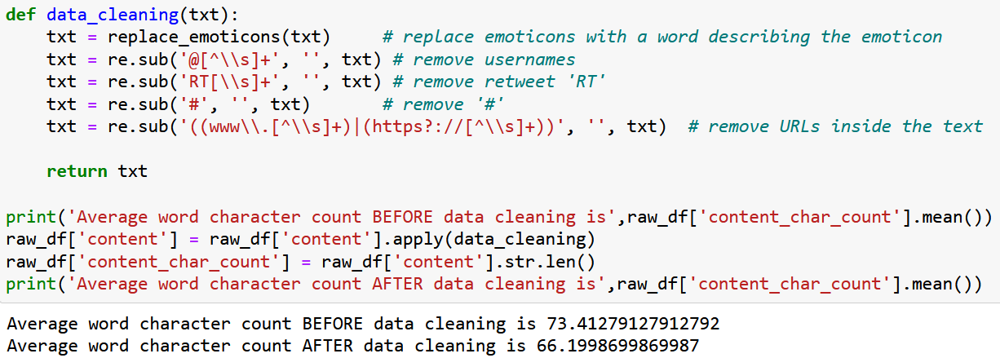 def data_cleaning(txt):
    txt = replace_emoticons(txt)     # replace emoticons with a word describing the emoticon
    txt = re.sub('@[^\\s]+', '', txt) # remove usernames
    txt = re.sub('RT[\\s]+', '', txt) # remove retweet 'RT'
    txt = re.sub('#', '', txt)       # remove '#'
    txt = re.sub('((www\\.[^\\s]+)|(https?://[^\\s]+))', '', txt)  # remove URLs inside the text
    return txt
print('Average word character count BEFORE data cleaning is',raw_df['content_char_count'].mean())
raw_df['content'] = raw_df['content'].apply(data_cleaning)
raw_df['content_char_count'] = raw_df['content'].str.len()
print('Average word character count AFTER data cleaning is',raw_df['content_char_count'].mean())
Average word character count BEFORE data cleaning is 73.41279127912792
Average word character count AFTER data cleaning is 66.1998699869987